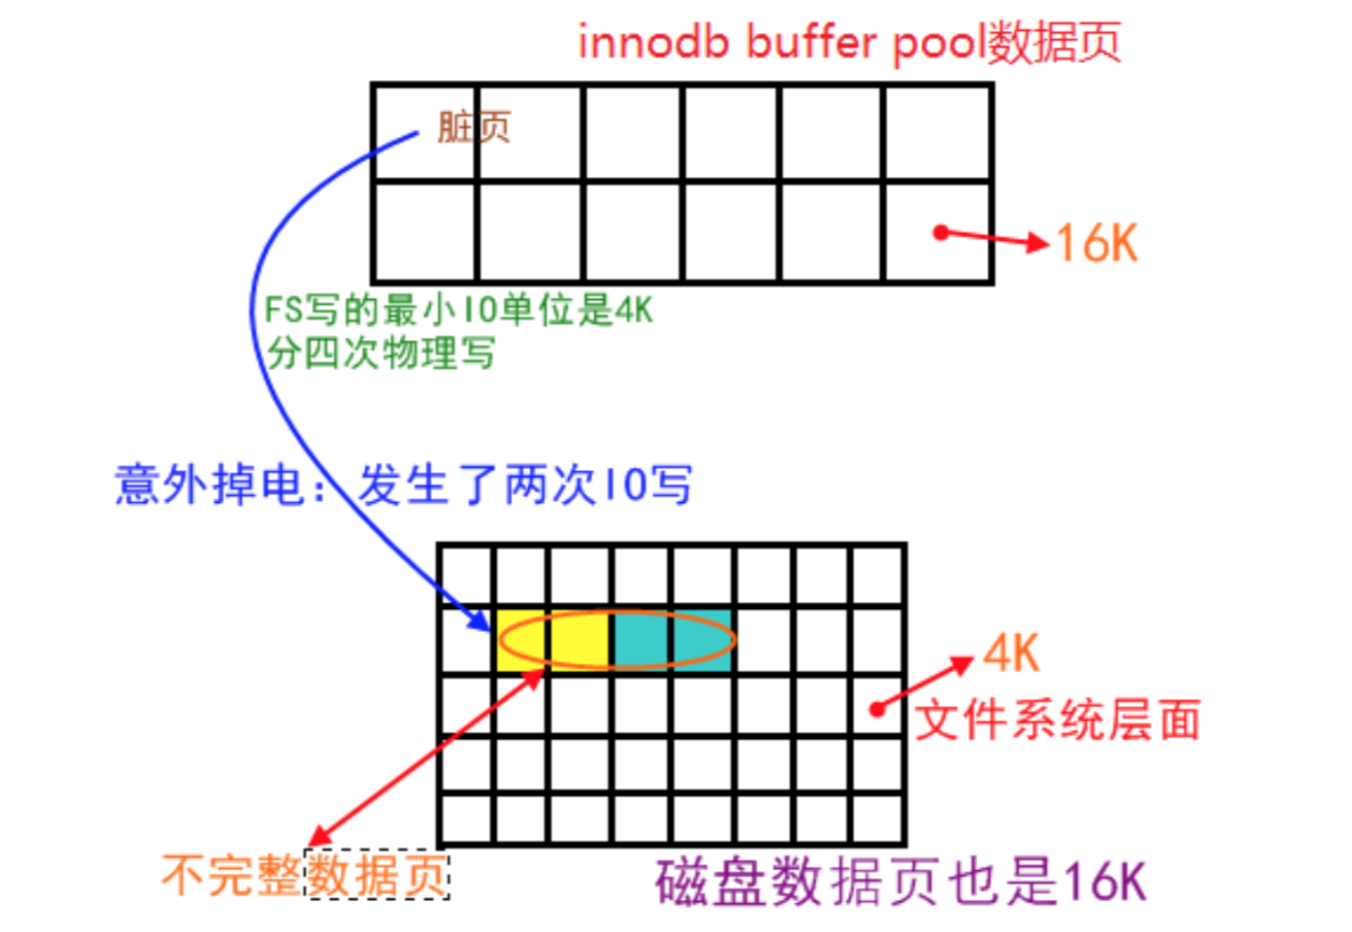 innodb buffer pool数据页
脏页
16K
FS写的最小IO单位是4K
分四次物理写
意外掉电：发生了两次IO写
4K
文件系统层面
不完整数据页
磁盘数据页也是16K